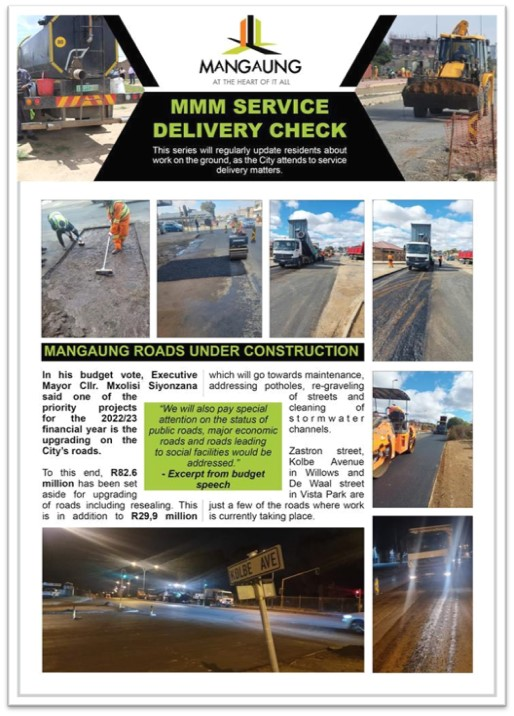 MANGAUNG
AT THE HEART OF IT ALL
MMM SERVICE
DELIVERY CHECK
This series will regularly update residents about
work on the ground, as the City attends to service
delivery matters.
MANGAUNG ROADS UNDER CONSTRUCTION
In his budget vote, Executive
Mayor Cllr. Mxolisi Siyonzana
said one of the
priority projects
for the 2022/23
financial year is the
upgrading on the
City's roads.
To this end, R82.6
million has been set
aside for upgrading
of roads including resealing. This
is in addition to R29,9 million
"We will also pay special
attention on the status of
public roads, major economic
roads and roads leading
to social facilities would be
addressed."
- Excerpt from budget
speech
which will go towards maintenance,
addressing potholes, re-graveling
of streets and
cleaning of
stormwater
channels.
Zastron street,
Kolbe Avenue
in Willows and
De Waal street
in Vista Park are
just a few of the roads where work
is currently taking place.
KOLBE AVE